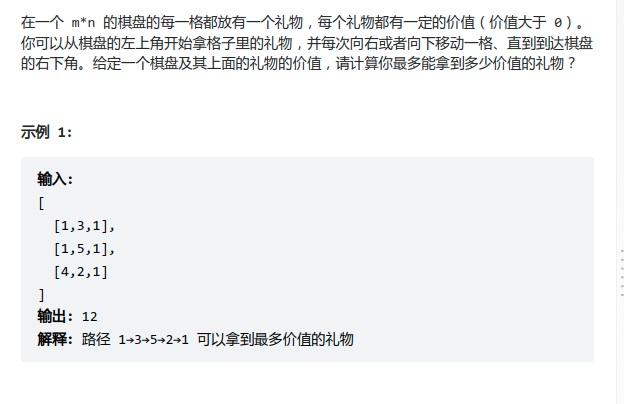 在一个 m*n 的棋盘的每一格都放有一个礼物，每个礼物都有一定的价值（价值大于 0）。
你可以从棋盘的左上角开始拿格子里的礼物，并每次向右或者向下移动一格、直到到达棋盘
的右下角。给定一个棋盘及其上面的礼物的价值，请计算你最多能拿到多少价值的礼物？
示例 1:
输入:
[
[1,3,1],
[1,5,1],
[4,2,1]
]
输出: 12
解释: 路径 1→3→5→2→1 可以拿到最多价值的礼物